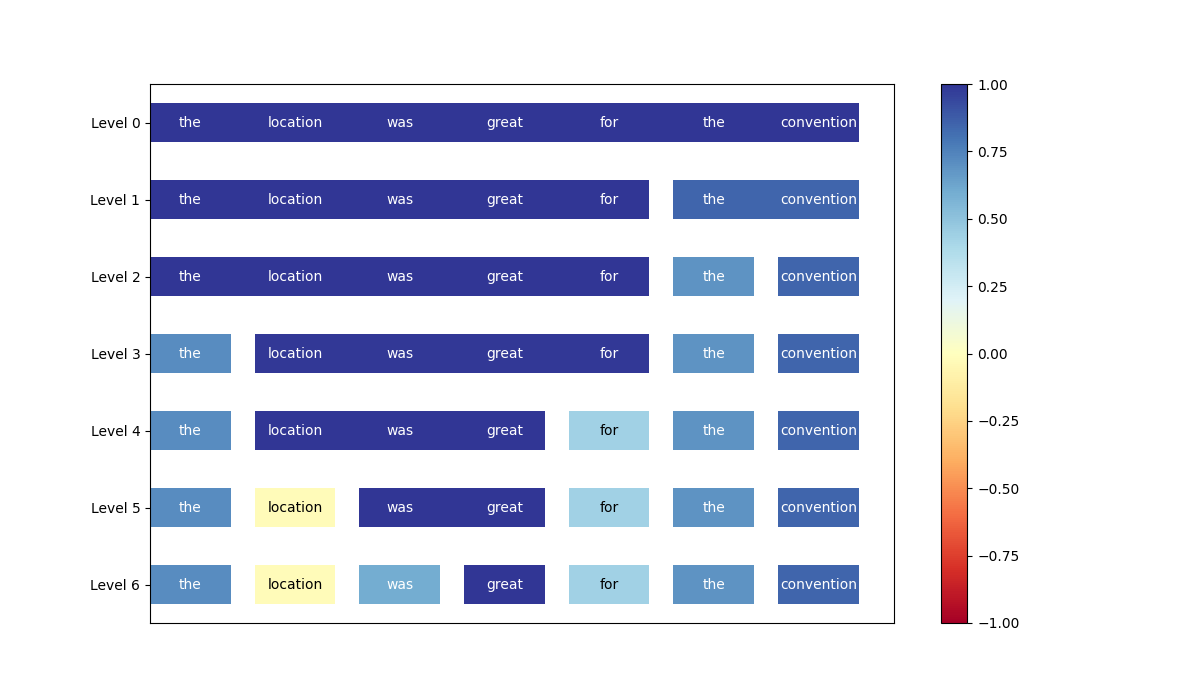 Level 0 the location was great for the convention
Level 1 the location was great for the convention
Level 2 the location was great for the convention
Level 3 the location was great for the convention
Level 4 the location was great for the convention
Level 5 the location was great for the convention
Level 6 the location was great for the convention
1.00
0.75
0.50
0.25
0.00
−0.25
−0.50
−0.75
−1.00